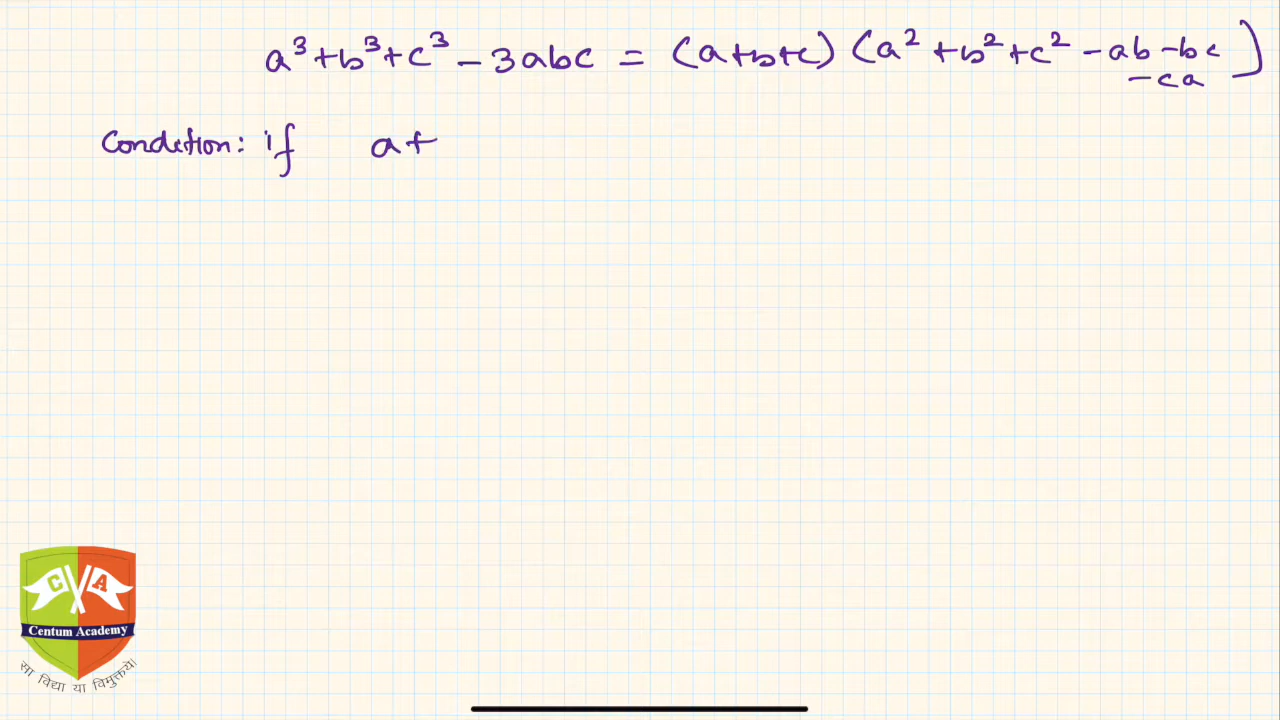 a³+b³+c³ - 3abc = (a+b+c) (a² + b² + c² - ab - bc
- ca)
Condition: if a+
C A
Centum Academy
सा विद्या या विमुक्तये